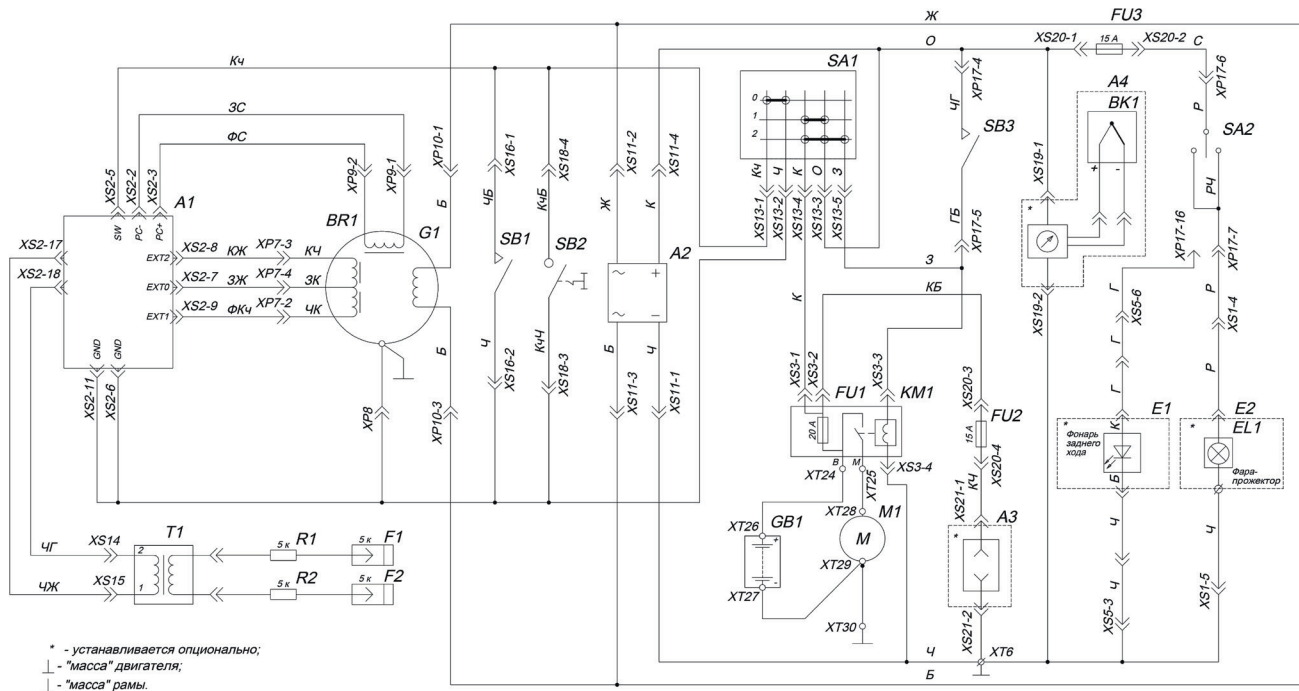 Ж
FU3
О
XS20-1
15 А
XS20-2
С
Кч
SA1
0
1
2
XP17-4
ЧГ
SB3
A4
BK1
+
-
XP17-6
Р
SA2
ЗС
ФС
XS2-5
XS2-2
XS2-3
XP9-2
XP9-1
XP10-1
XS16-1
XS18-4
XS11-2
XS11-4
XS19-1
A1
SW
PC-
PC+
BR1
G1
Б
ЧБ
КчБ
Ж
К
Кч
Ч
К
О
З
XS13-1
XS13-2
XS13-4
XS13-3
XS13-5
ГБ
XP17-5
*
РЧ
XP17-16
XP17-7
XS2-17
XS2-18
EXT2
XS2-8
КЖ
XP7-3
КЧ
EXT0
XS2-7
ЗЖ
XP7-4
ЗК
EXT1
XS2-9
ФКч
XP7-2
ЧК
SB1
SB2
A2
~
+
~
-
З
К
КБ
XS19-2
Г
XS5-6
Р
XS1-4
GND
GND
XS2-11
XS2-6
XP8
Б
XP10-3
Ч
XS16-2
КчЧ
XS18-3
Б
XS11-3
Ч
XS11-1
XS3-1
XS3-2
XS3-3
FU1
KM1
20 А
В
М
XT24
XT25
XS3-4
XS20-3
FU2
15 А
XS20-4
КЧ
XS21-1
Г
Г
К
E1
*
Фонарь
заднего
хода
Б
Р
E2
*
EL1
Фара-
прожектор
T1
ЧГ
XS14
2
5 к
R1
5 к
F1
ЧЖ
XS15
1
5 к
R2
5 к
F2
XT26
GB1
+
-
XT27
XT28
M1
М
XT29
XT30
A3
*
XS21-2
Ч
Ч
XS5-3
Ч
XS1-5
Ч
XT6
Б
* - устанавливается опционально;
- "масса" двигателя;
- "масса" рамы.